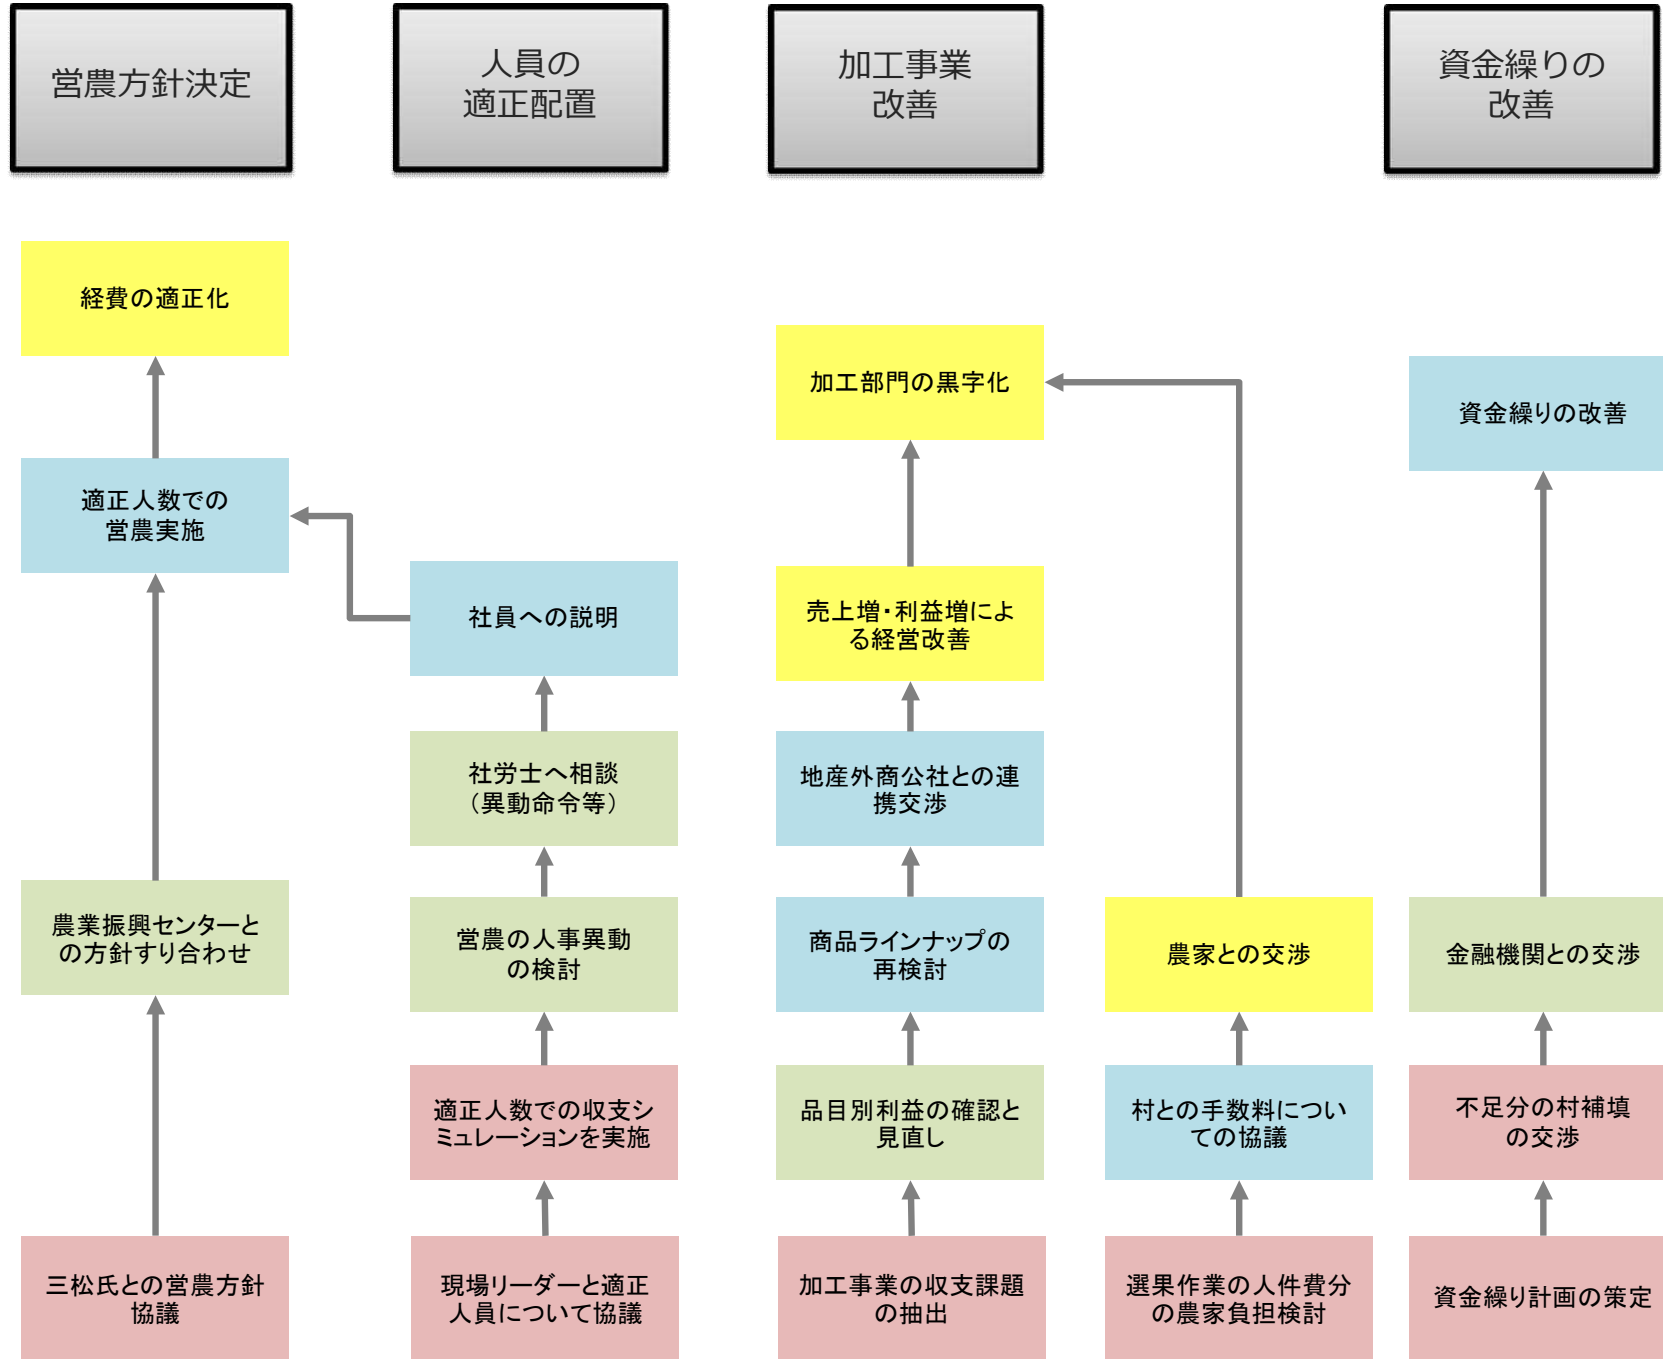 営農方針決定
人員の
適正配置
加工事業
改善
資金繰りの
改善
経費の適正化
加工部門の黒字化
資金繰りの改善
適正人数での
営農実施
社員への説明
売上増・利益増によ
る経営改善
社労士へ相談
（異動命令等）
地産外商公社との連
携交渉
農業振興センターと
の方針すり合わせ
営農の人事異動
の検討
商品ラインナップの
再検討
農家との交渉
金融機関との交渉
適正人数での収支シ
ミュレーションを実施
品目別利益の確認と
見直し
村との手数料につい
ての協議
不足分の村補填
の交渉
三松氏との営農方針
協議
現場リーダーと適正
人員について協議
加工事業の収支課題
の抽出
選果作業の人件費分
の農家負担検討
資金繰り計画の策定